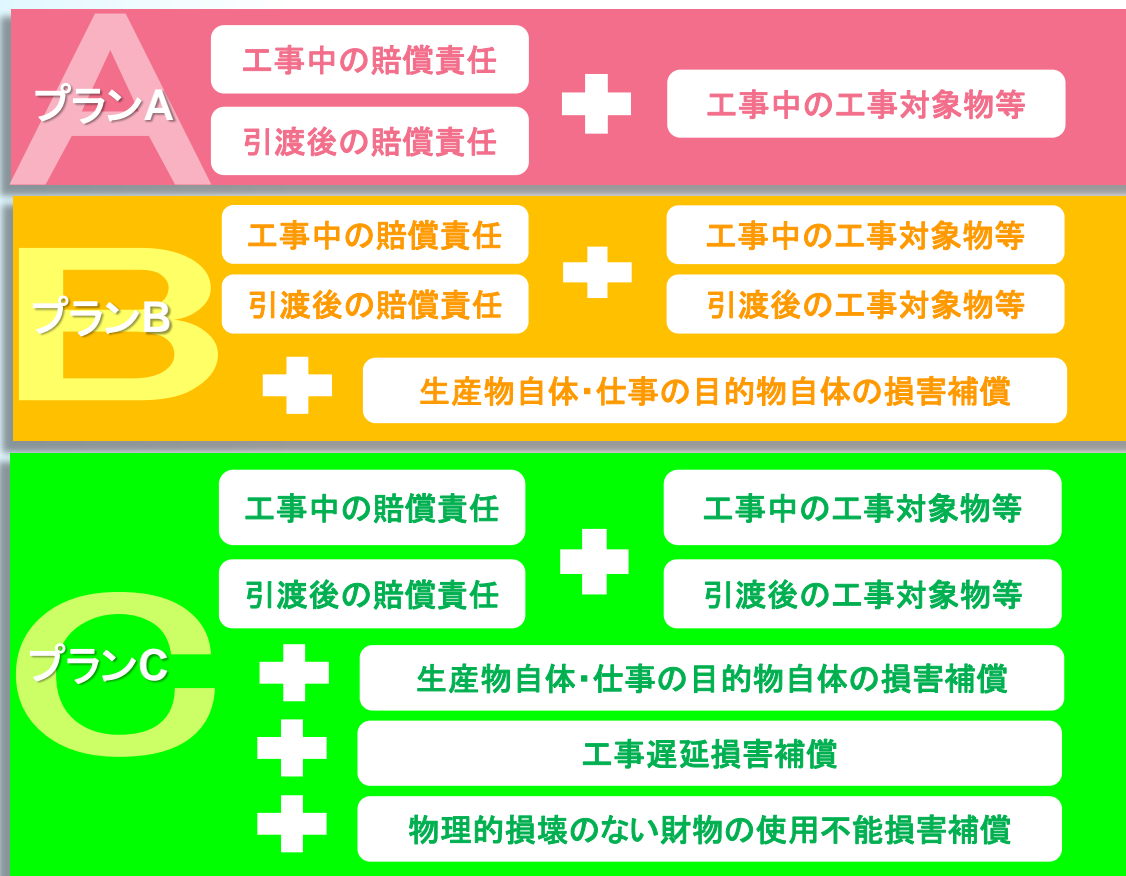 プランA
工事中の賠償責任
引渡後の賠償責任
工事中の工事対象物等
プランB
工事中の賠償責任
引渡後の賠償責任
工事中の工事対象物等
引渡後の工事対象物等
生産物自体・仕事の目的物自体の損害補償
プランC
工事中の賠償責任
引渡後の賠償責任
工事中の工事対象物等
引渡後の工事対象物等
生産物自体・仕事の目的物自体の損害補償
工事遅延損害補償
物理的損壊のない財物の使用不能損害補償